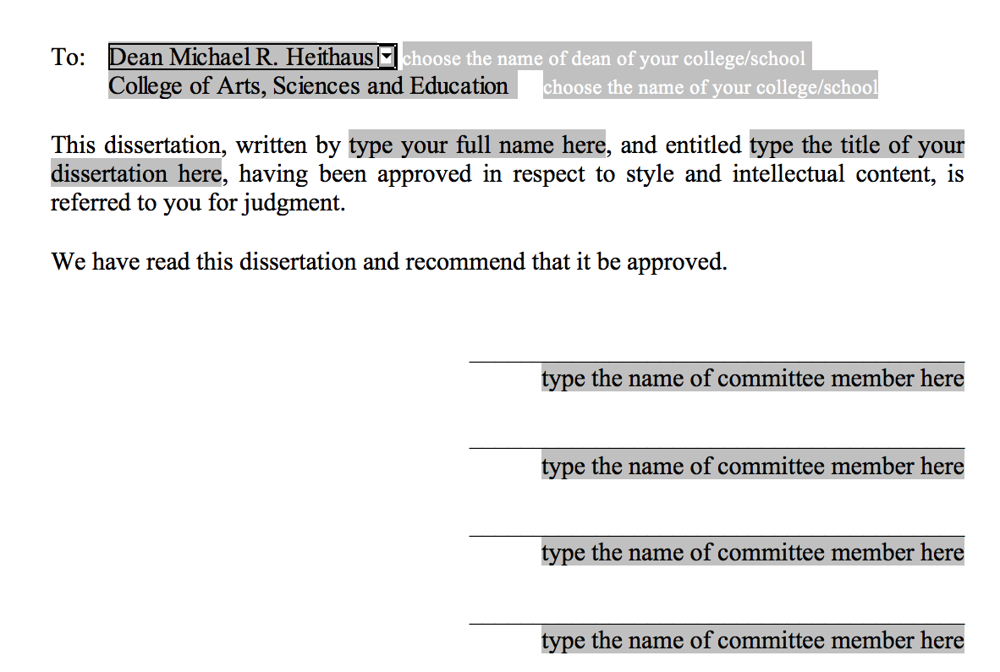 To: Dean Michael R. Heithaus choose the name of dean of your college/school
College of Arts, Sciences and Education choose the name of your college/school
This dissertation, written by type your full name here, and entitled type the title of your
dissertation here, having been approved in respect to style and intellectual content, is
referred to you for judgment.
We have read this dissertation and recommend that it be approved.
type the name of committee member here
type the name of committee member here
type the name of committee member here
type the name of committee member here